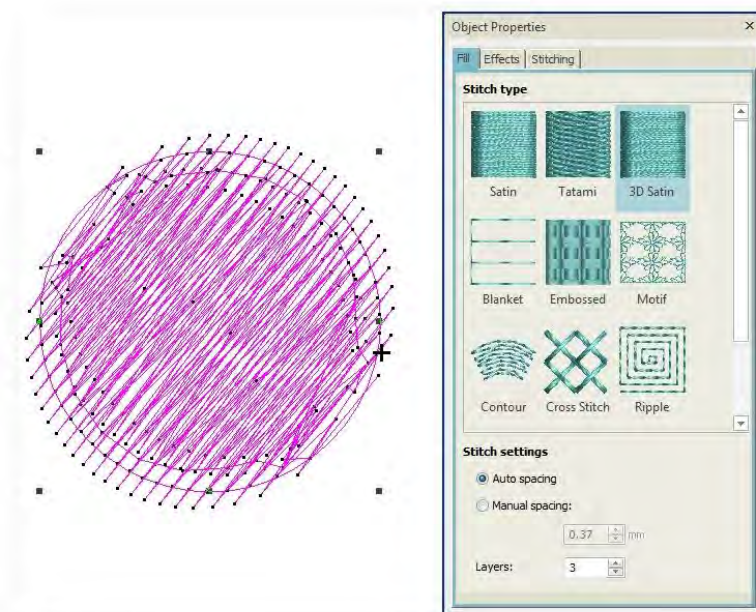 Object Properties ×
Fill Effects Stitching
Stitch type
Satin Tatami 3D Satin
Blanket Embossed Motif
Contour Cross Stitch Ripple
Stitch settings
Auto spacing
Manual spacing:
0.37 mm
Layers: 3